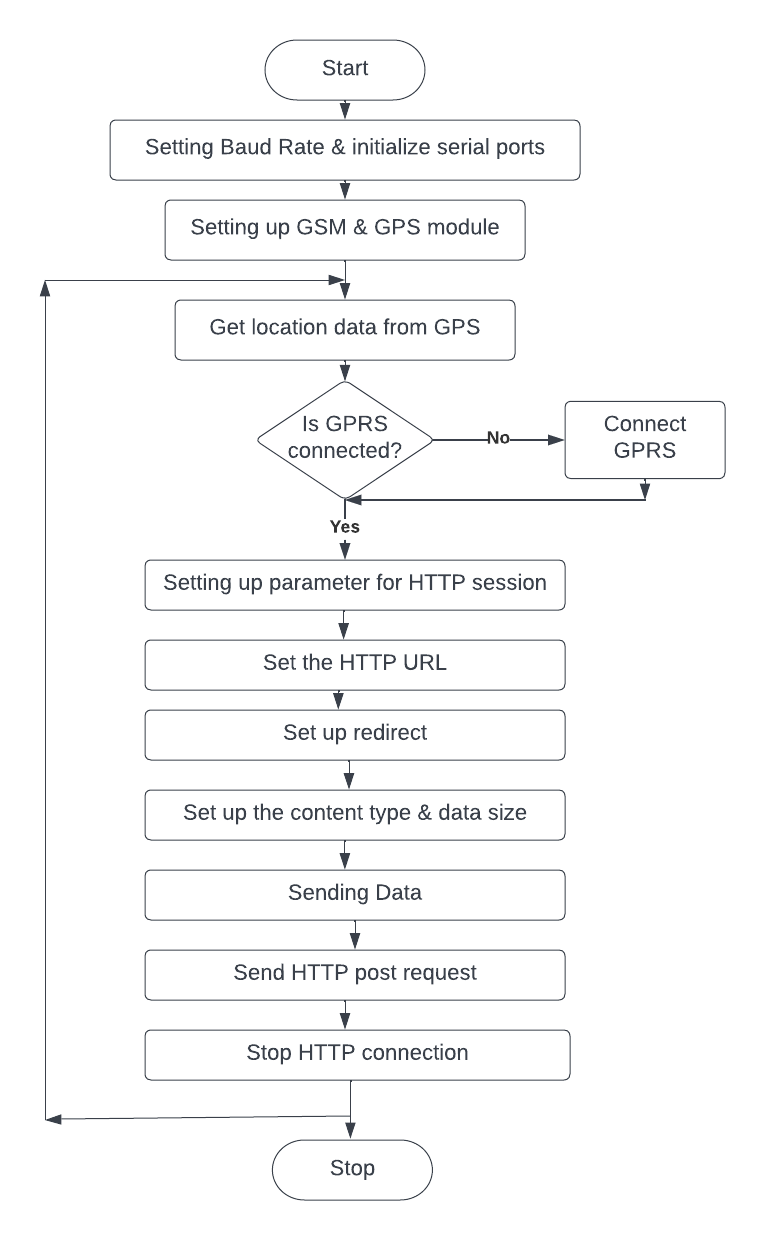 Start
Setting Baud Rate & initialize serial ports
Setting up GSM & GPS module
Get location data from GPS
Is GPRS
connected?
No
Connect
GPRS
Yes
Setting up parameter for HTTP session
Set the HTTP URL
Set up redirect
Set up the content type & data size
Sending Data
Send HTTP post request
Stop HTTP connection
Stop